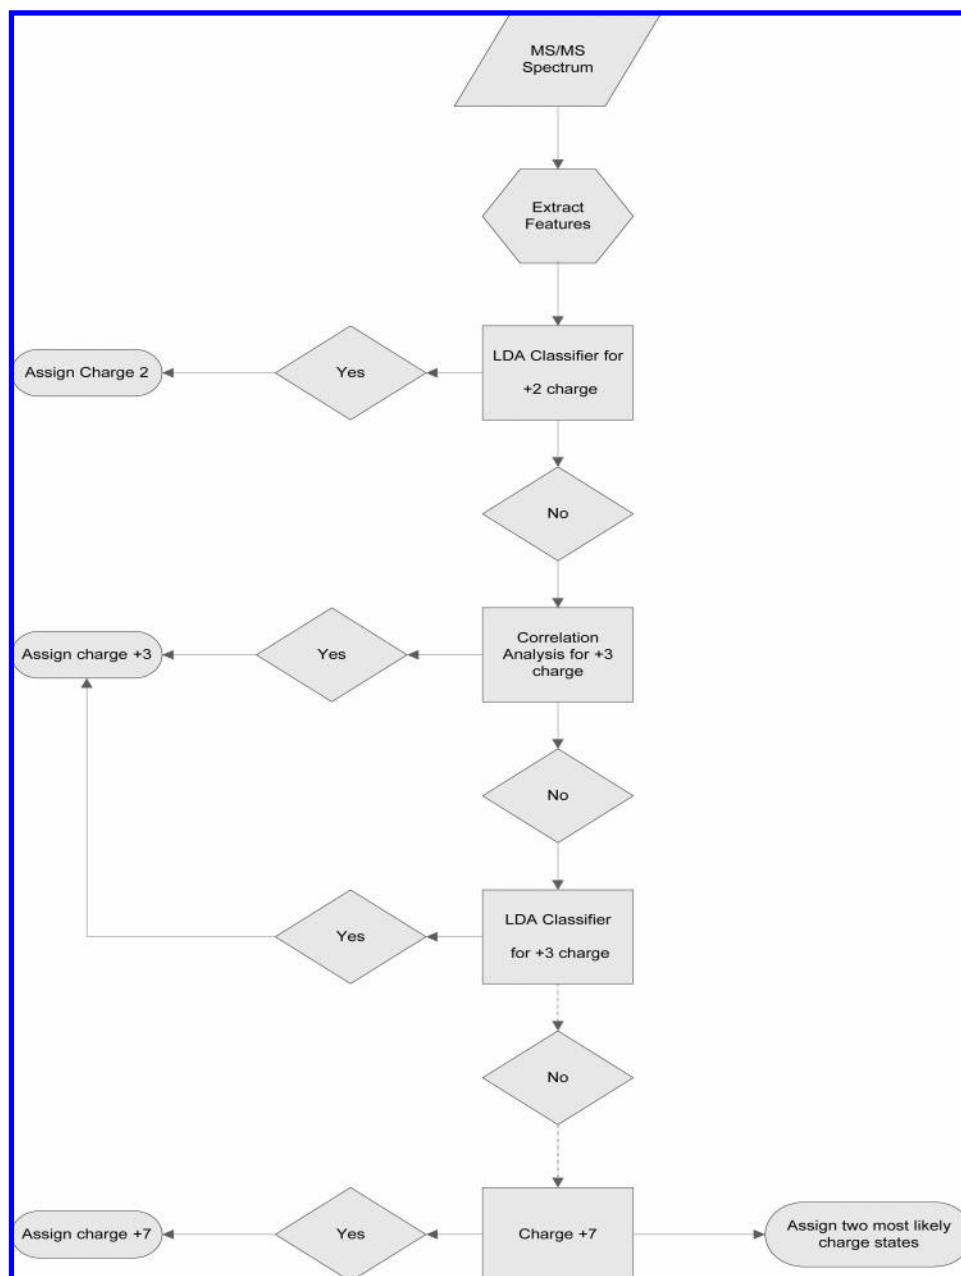 MS/MS
Spectrum
Extract
Features
LDA Classifier for
+2 charge
Yes
Assign Charge 2
No
Correlation
Analysis for +3
charge
Yes
Assign charge +3
No
LDA Classifier
for +3 charge
Yes
No
Charge +7
Yes
Assign charge +7
Assign two most likely
charge states